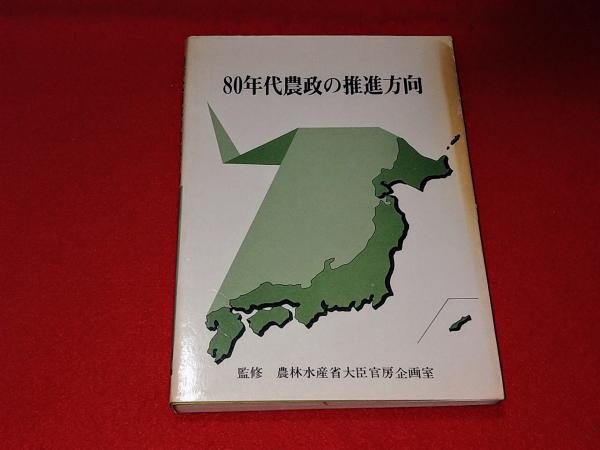 80年代農政の推進方向
監修 農林水産省大臣官房企画室